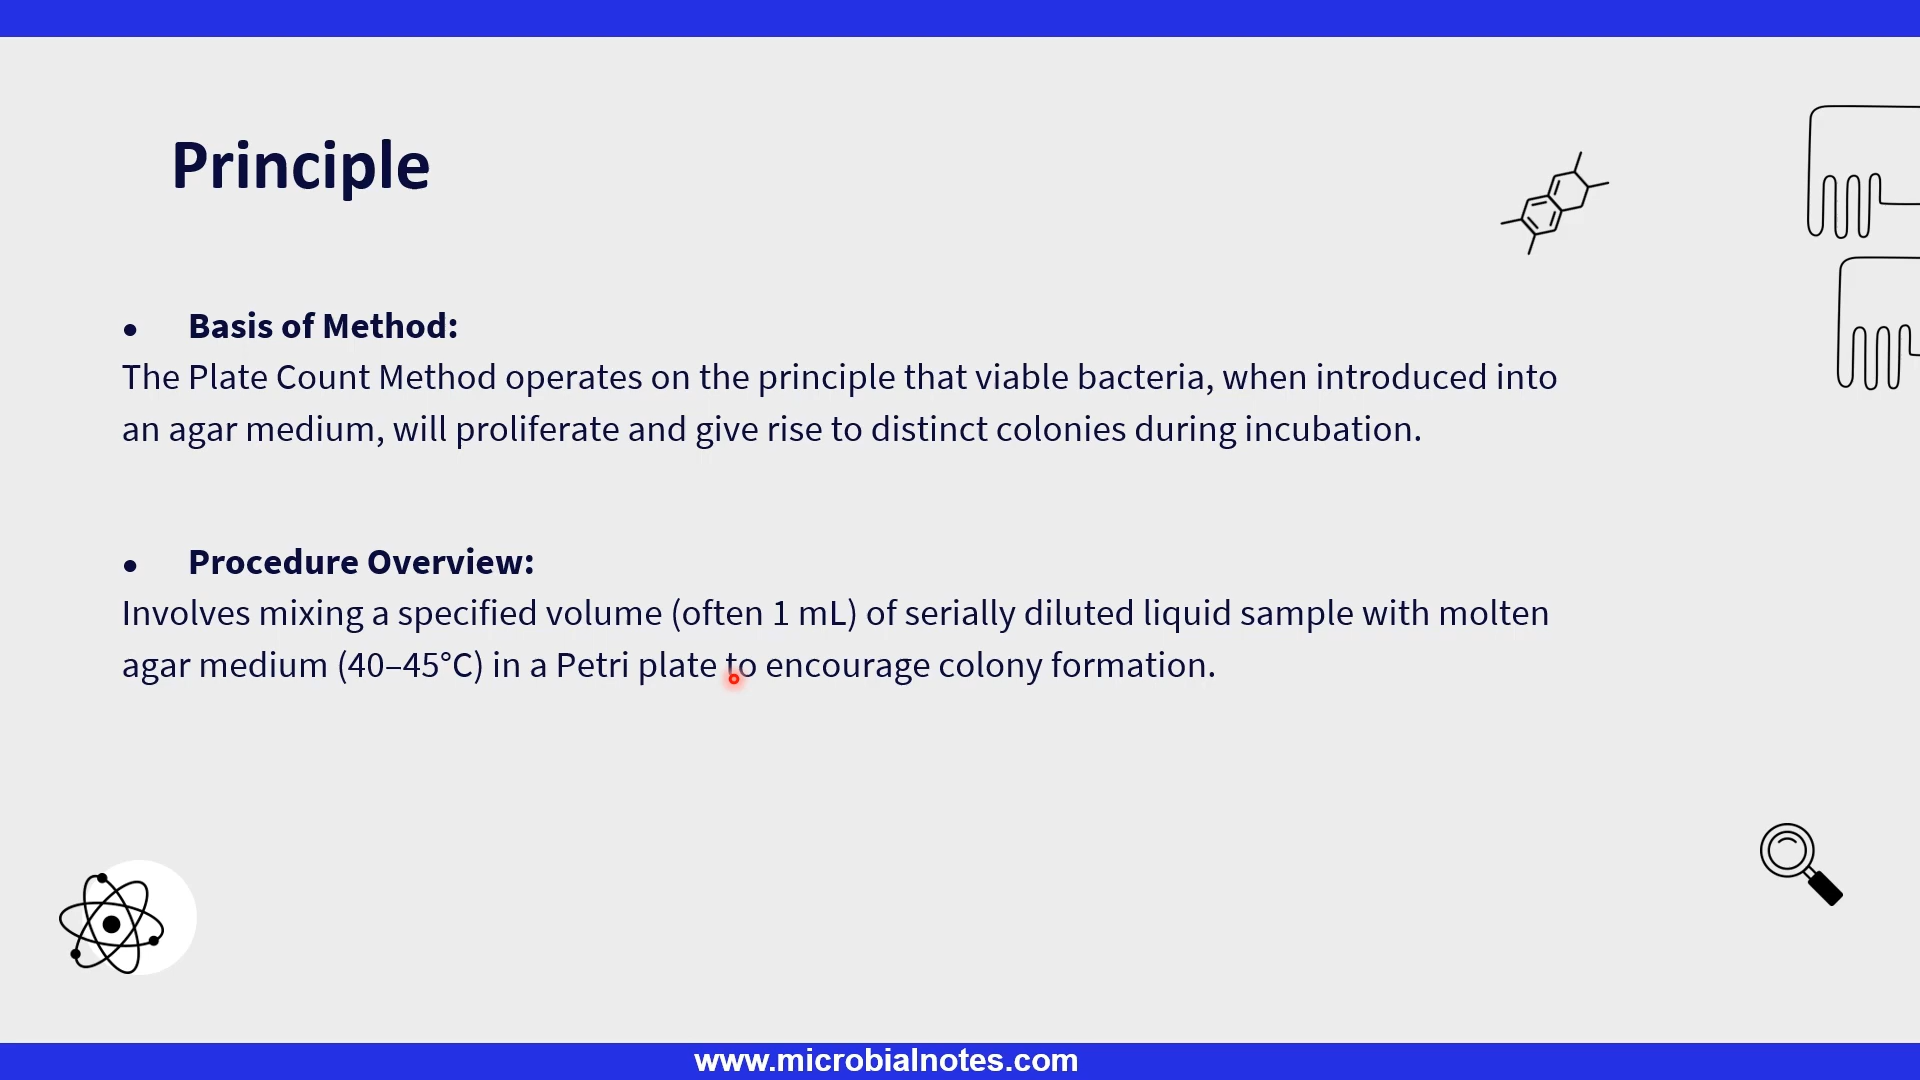 Principle
● Basis of Method:
The Plate Count Method operates on the principle that viable bacteria, when introduced into
an agar medium, will proliferate and give rise to distinct colonies during incubation.
● Procedure Overview:
Involves mixing a specified volume (often 1 mL) of serially diluted liquid sample with molten
agar medium (40–45°C) in a Petri plate to encourage colony formation.
www.microbialnotes.com